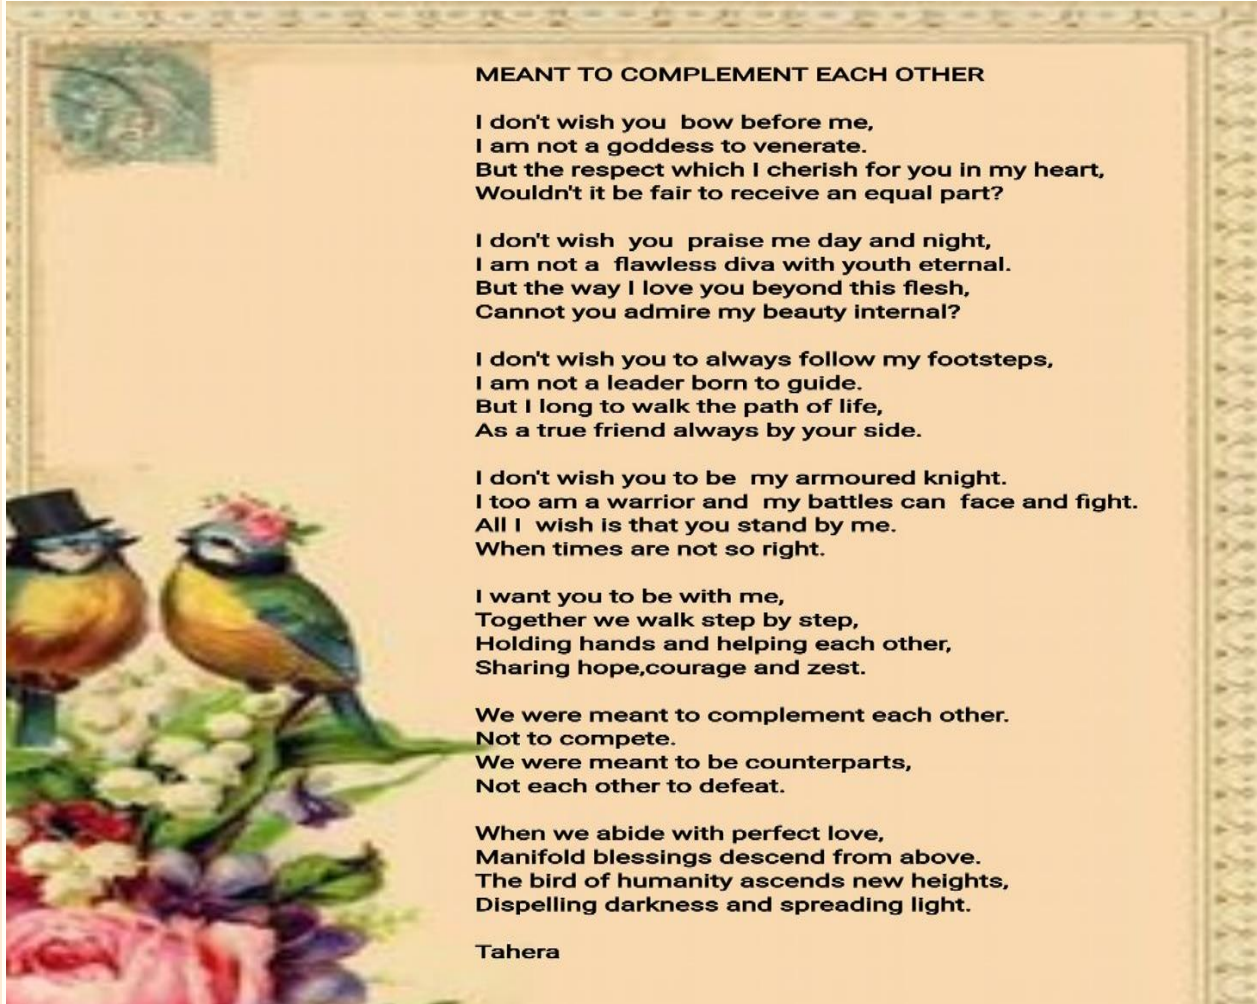 MEANT TO COMPLEMENT EACH OTHER
I don't wish you  bow before me,
I am not a goddess to venerate.
But the respect which I cherish for you in my heart,
Wouldn't it be fair to receive an equal part?
I don't wish  you  praise me day and night,
I am not a  flawless diva with youth eternal.
But the way I love you beyond this flesh,
Cannot you admire my beauty internal?
I don't wish you to always follow my footsteps,
I am not a leader born to guide.
But I long to walk the path of life,
As a true friend always by your side.
I don't wish you to be  my armoured knight.
I too am a warrior and  my battles can  face and fight.
All I  wish is that you stand by me.
When times are not so right.
I want you to be with me,
Together we walk step by step,
Holding hands and helping each other,
Sharing hope,courage and zest.
We were meant to complement each other.
Not to compete.
We were meant to be counterparts,
Not each other to defeat.
When we abide with perfect love,
Manifold blessings descend from above.
The bird of humanity ascends new heights,
Dispelling darkness and spreading light.
Tahera